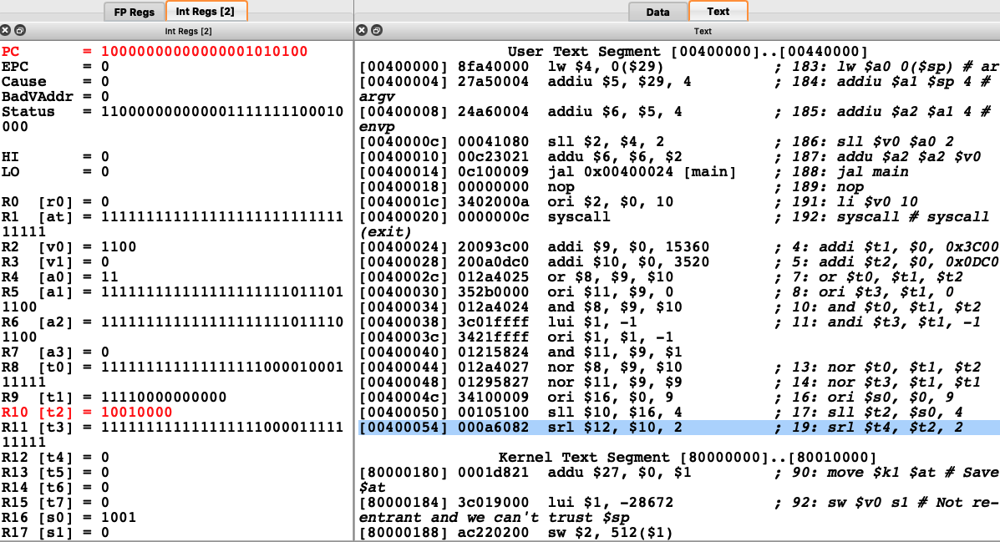 FP Regs
Int Regs [2]
Data
Text
Int Regs [2]
Text
PC = 10000000000000001010100
EPC = 0
Cause = 0
BadVAddr = 0
Status = 1100000000000011111111100010
000
HI = 0
LO = 0
R0 [r0] = 0
R1 [at] = 111111111111111111111111111
11111
R2 [v0] = 1100
R3 [v1] = 0
R4 [a0] = 11
R5 [a1] = 1111111111111111111111011101
1100
R6 [a2] = 1111111111111111111111011110
1100
R7 [a3] = 0
R8 [t0] = 111111111111111111000010001
11111
R9 [t1] = 11110000000000
R10 [t2] = 10010000
R11 [t3] = 111111111111111111000011111
11111
R12 [t4] = 0
R13 [t5] = 0
R14 [t6] = 0
R15 [t7] = 0
R16 [s0] = 1001
R17 [s1] = 0
User Text Segment [00400000]..[00440000]
[00400000] 8fa40000 lw $4, 0($29) ; 183: lw $a0 0($sp) # ar
[00400004] 27a50004 addiu $5, $29, 4 ; 184: addiu $a1 $sp 4 #
argv
[00400008] 24a60004 addiu $6, $5, 4 ; 185: addiu $a2 $a1 4 #
envp
[0040000c] 00041080 sll $2, $4, 2 ; 186: sll $v0 $a0 2
[00400010] 00c23021 addu $6, $6, $2 ; 187: addu $a2 $a2 $v0
[00400014] 0c100009 jal 0x00400024 [main] ; 188: jal main
[00400018] 00000000 nop ; 189: nop
[0040001c] 3402000a ori $2, $0, 10 ; 191: li $v0 10
[00400020] 0000000c syscall ; 192: syscall # syscall
(exit)
[00400024] 20093c00 addi $9, $0, 15360 ; 4: addi $t1, $0, 0x3C00
[00400028] 200a0dc0 addi $10, $0, 3520 ; 5: addi $t2, $0, 0x0DC0
[0040002c] 012a4025 or $8, $9, $10 ; 7: or $t0, $t1, $t2
[00400030] 352b0000 ori $11, $9, 0 ; 8: ori $t3, $t1, 0
[00400034] 012a4024 and $8, $9, $10 ; 10: and $t0, $t1, $t2
[00400038] 3c01ffff lui $1, -1 ; 11: andi $t3, $t1, -1
[0040003c] 3421ffff ori $1, $1, -1
[00400040] 01215824 and $11, $9, $1
[00400044] 012a4027 nor $8, $9, $10 ; 13: nor $t0, $t1, $t2
[00400048] 01295827 nor $11, $9, $9 ; 14: nor $t3, $t1, $t1
[0040004c] 34100009 ori $16, $0, 9 ; 16: ori $s0, $0, 9
[00400050] 00105100 sll $10, $16, 4 ; 17: sll $t2, $s0, 4
[00400054] 000a6082 srl $12, $10, 2 ; 19: srl $t4, $t2, 2
Kernel Text Segment [80000000]..[80010000]
[80000180] 0001d821 addu $27, $0, $1 ; 90: move $k1 $at # Save
$at
[80000184] 3c019000 lui $1, -28672 ; 92: sw $v0 s1 # Not re-
entrant and we can't trust $sp
[80000188] ac220200 sw $2, 512($1)